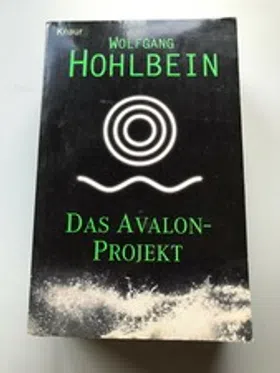 Knaur
WOLFGANG
HOHLBEIN
DAS AVALON-
PROJEKT